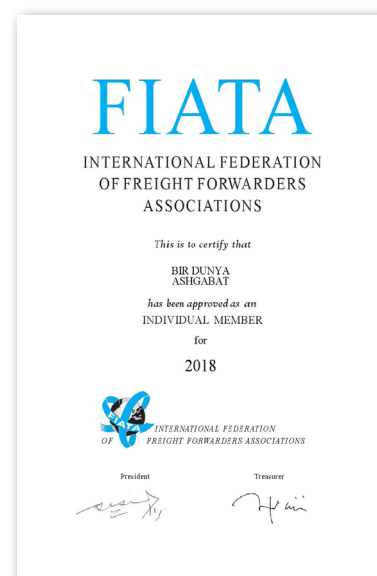 FIATA
INTERNATIONAL FEDERATION
OF FREIGHT FORWARDERS
ASSOCIATIONS
This is to certify that
BIR DUNYA
ASHGABAT
has been approved as an
INDIVIDUAL MEMBER
for
2018
FIATA
INTERNATIONAL FEDERATION
OF FREIGHT FORWARDERS ASSOCIATIONS
President Treasurer